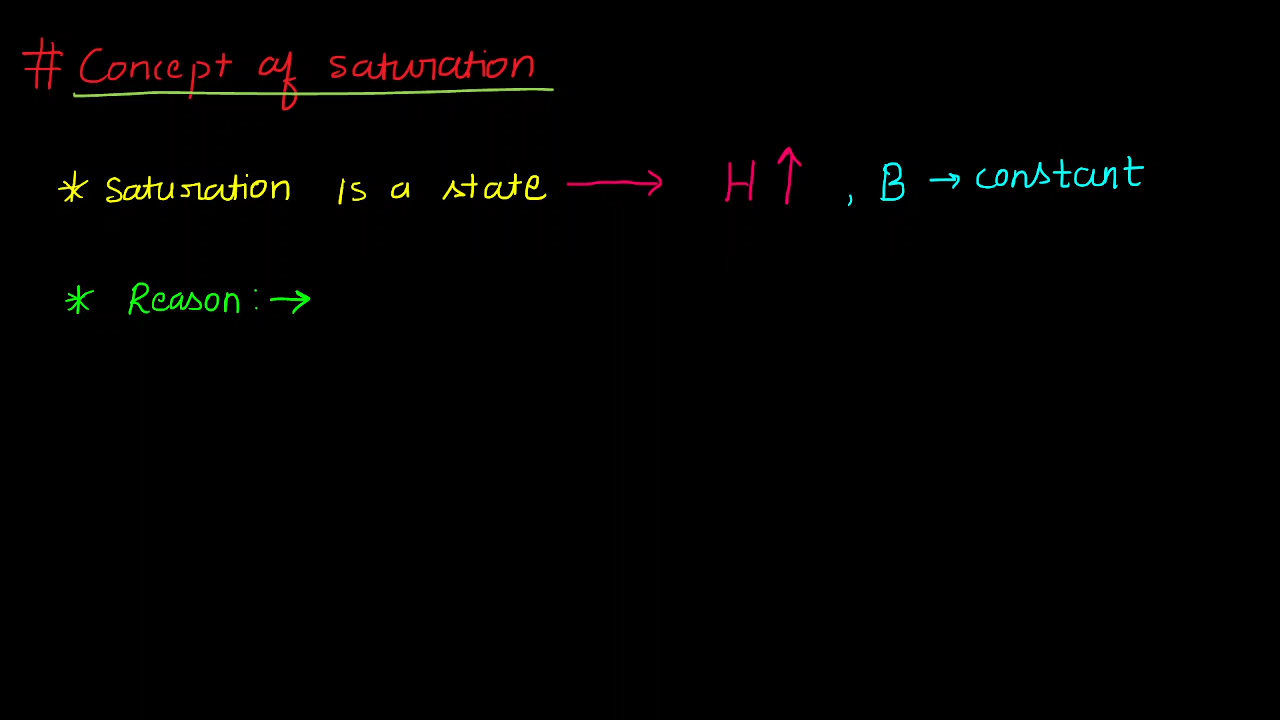 # Concept of saturation
* Saturation is a state → H ↑ , B → constant
* Reason : →